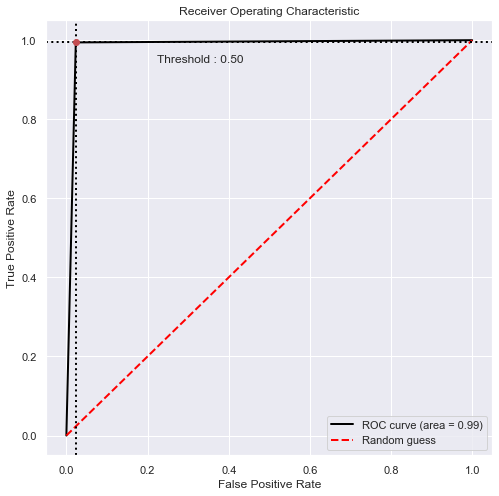 Receiver Operating Characteristic
1.0
Threshold : 0.50
0.8
0.6
0.4
0.2
0.0
True Positive Rate
ROC curve (area = 0.99)
Random guess
0.0 0.2 0.4 0.6 0.8 1.0
False Positive Rate